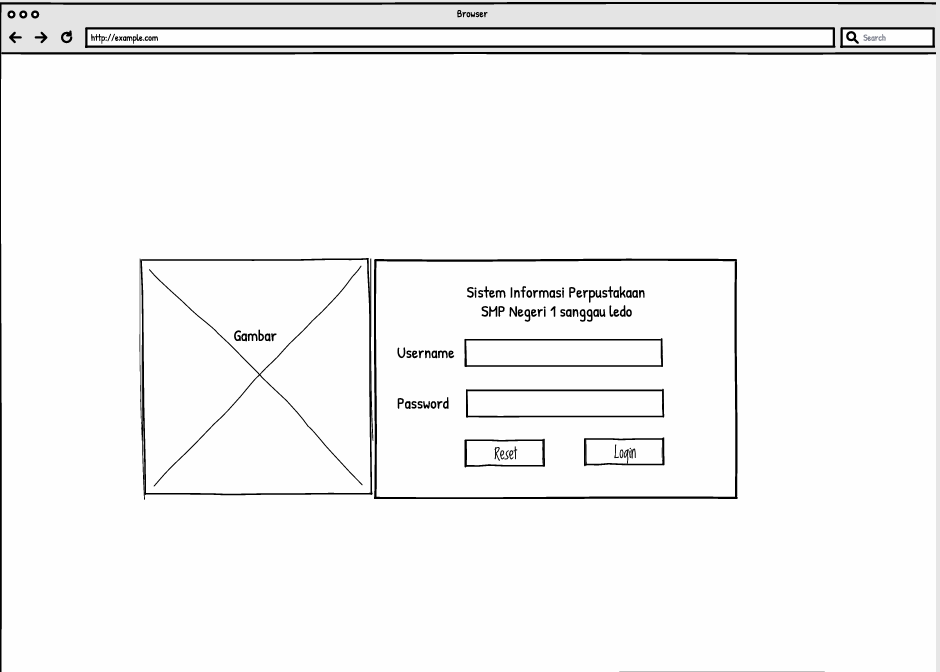 Browser
http://example.com
Search
Gambar
Sistem Informasi Perpustakaan
SMP Negeri 1 sanggau ledo
Username
Password
Reset
Login